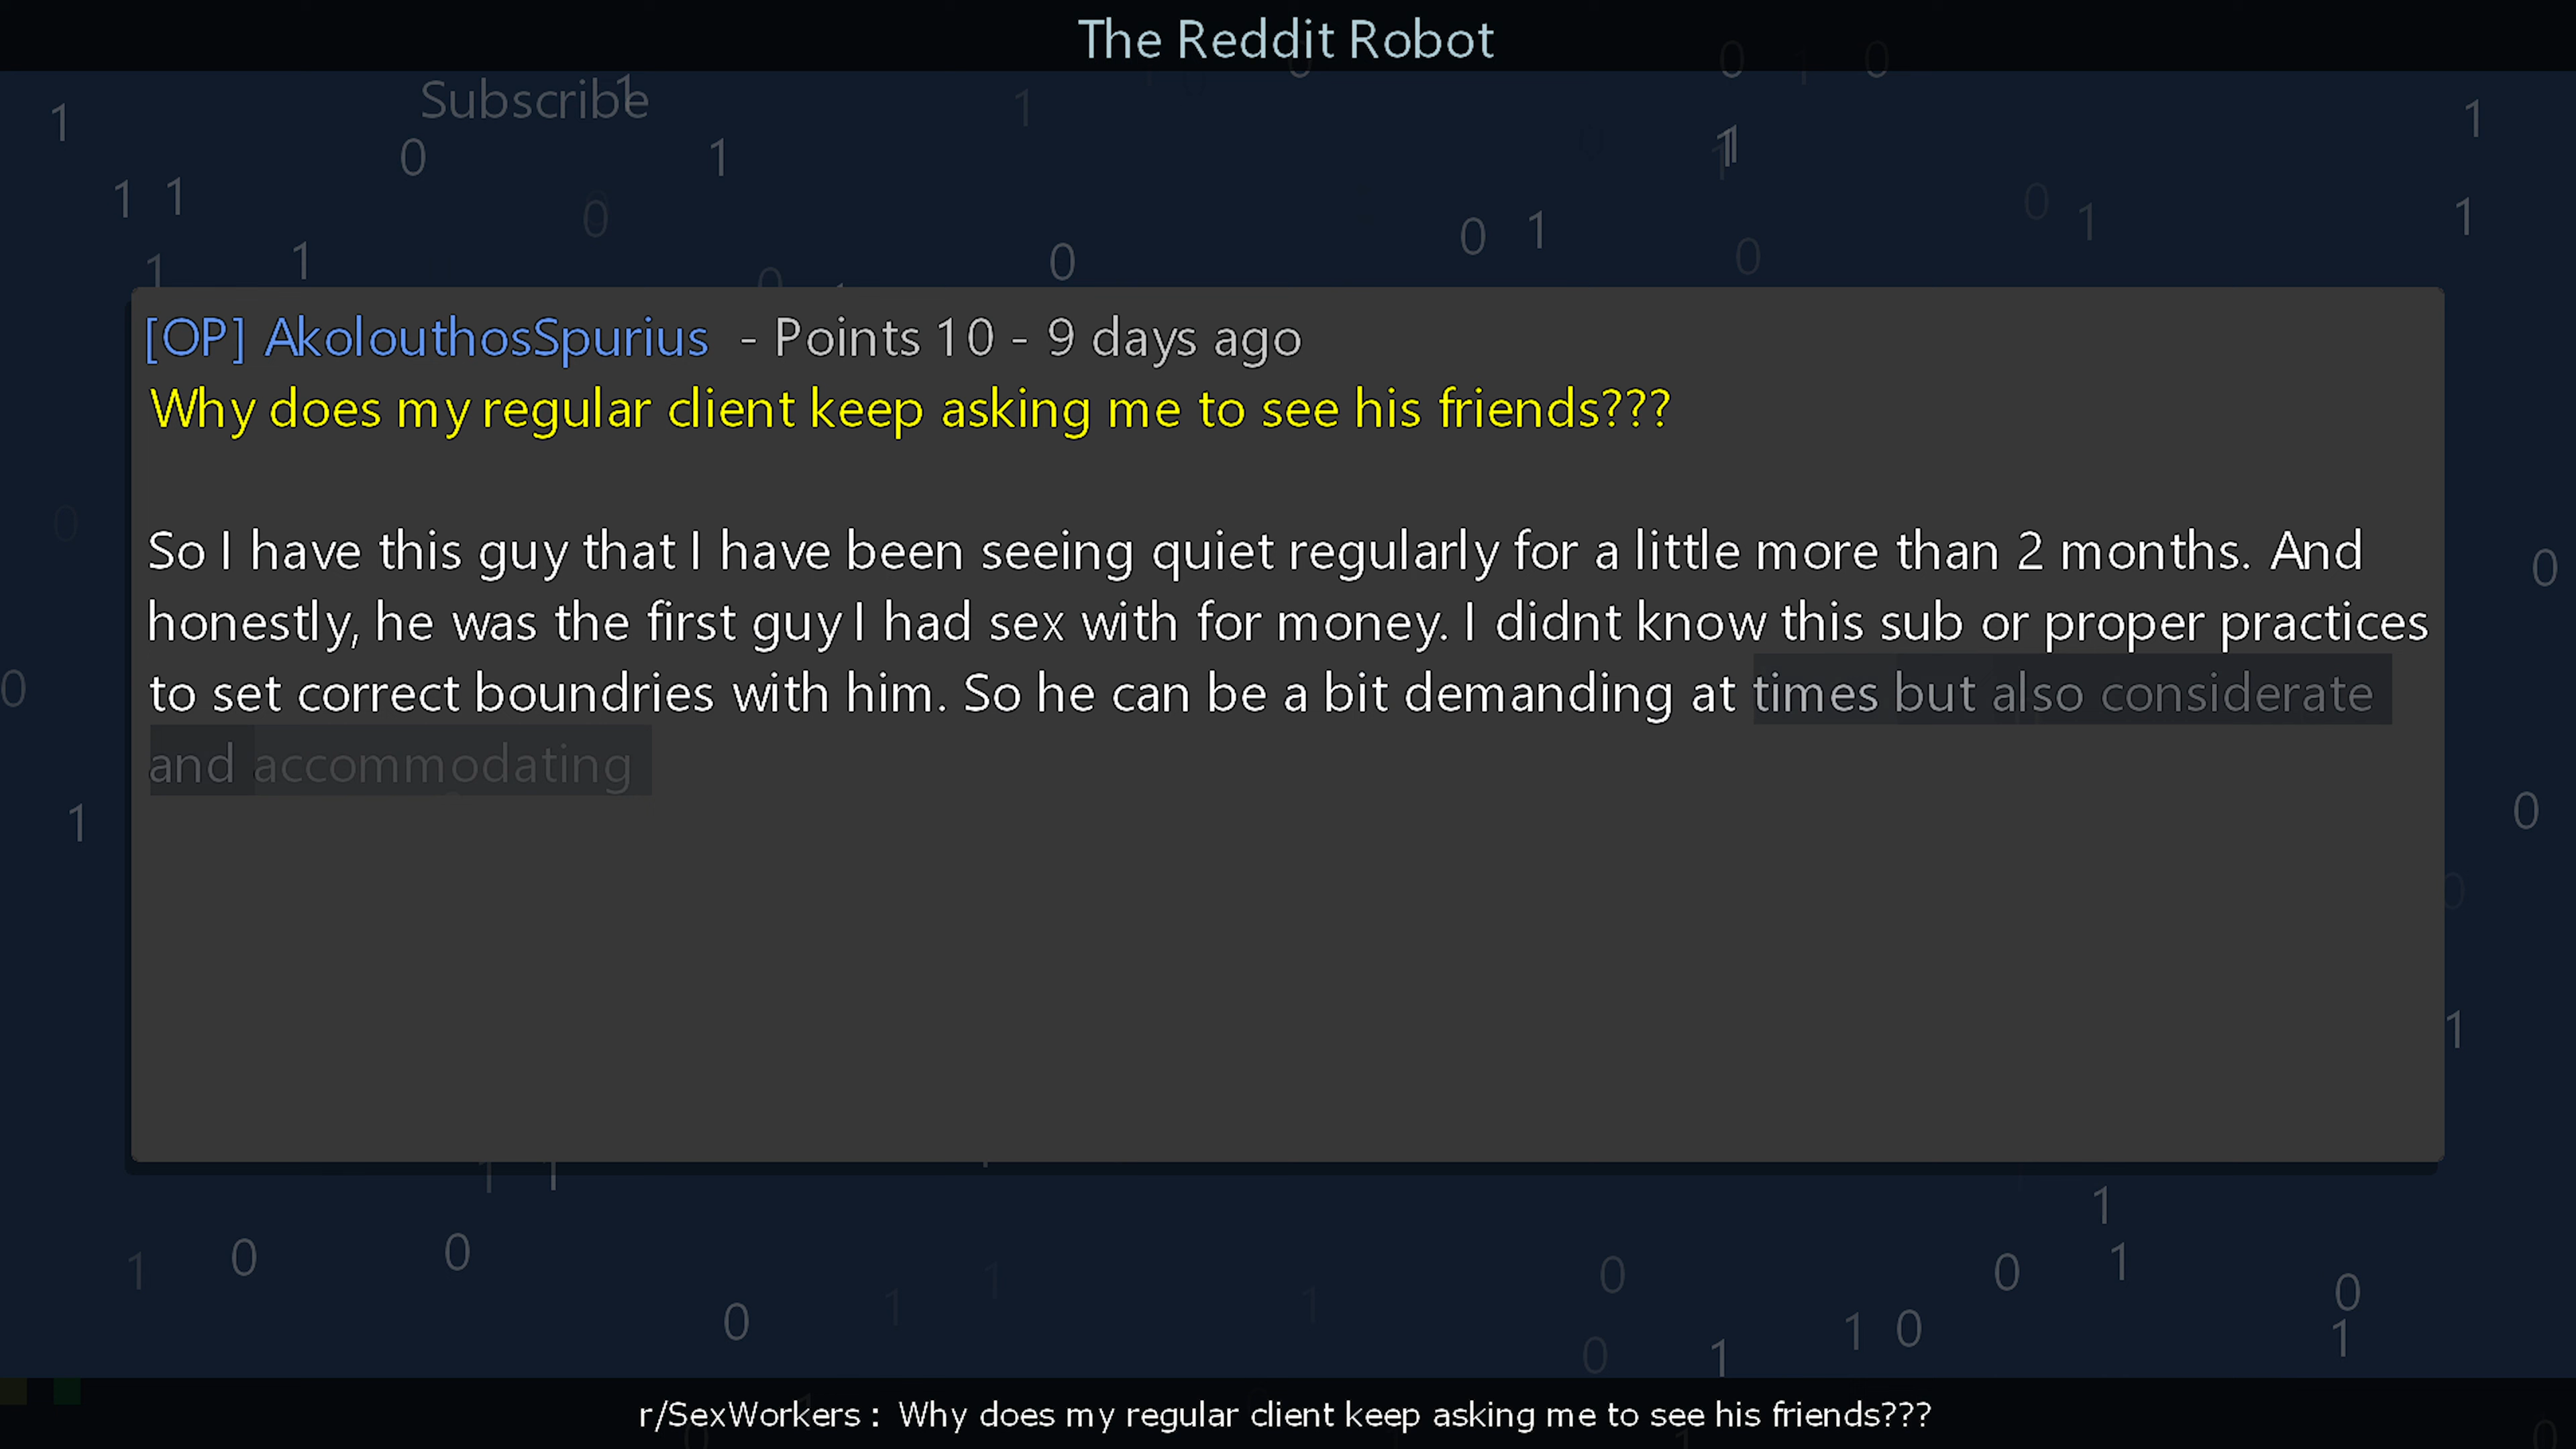 The Reddit Robot
Subscribe
[OP] AkolouthosSpurius - Points 10 - 9 days ago
Why does my regular client keep asking me to see his friends???
So I have this guy that I have been seeing quiet regularly for a little more than 2 months. And
honestly, he was the first guy I had sex with for money. I didnt know this sub or proper practices
to set correct boundries with him. So he can be a bit demanding at times but also considerate
and accommodating
r/SexWorkers : Why does my regular client keep asking me to see his friends???